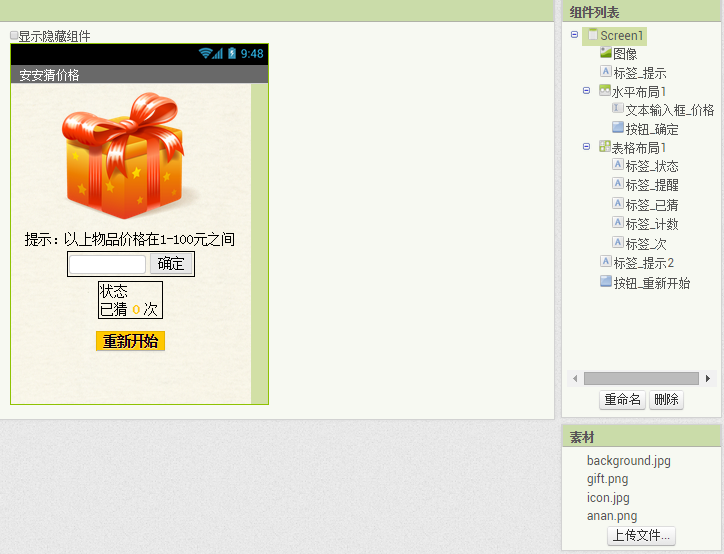 显示隐藏组件
9:48
安安猜价格
提示：以上物品价格在1-100元之间
确定
状态
已猜 0 次
重新开始
组件列表
Screen1
图像
标签_提示
水平布局1
文本输入框_价格
按钮_确定
表格布局1
标签_状态
标签_提醒
标签_已猜
标签_计数
标签_次
标签_提示2
按钮_重新开始
重命名 删除
素材
background.jpg
gift.png
icon.jpg
anan.png
上传文件...